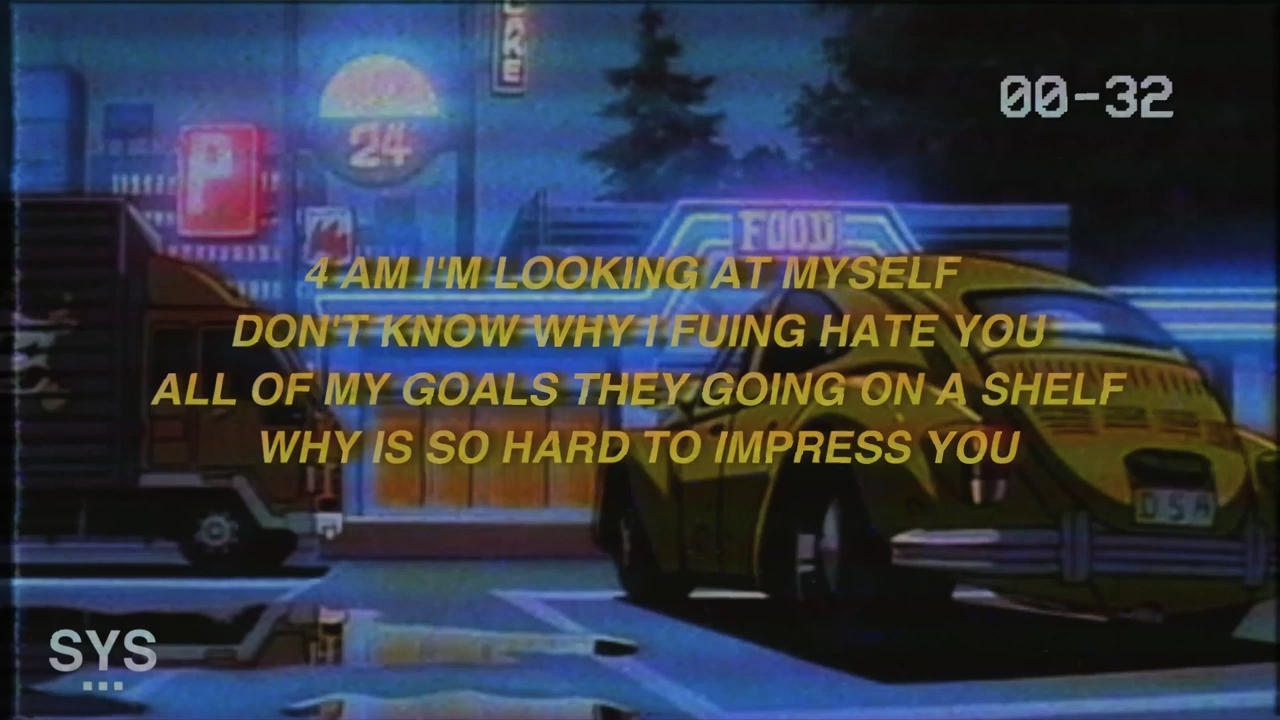 CAKE
00-32
24
P
FOOD
4 AM I'M LOOKING AT MYSELF
DON'T KNOW WHY I FUING HATE YOU
ALL OF MY GOALS THEY GOING ON A SHELF
WHY IS SO HARD TO IMPRESS YOU
SYS